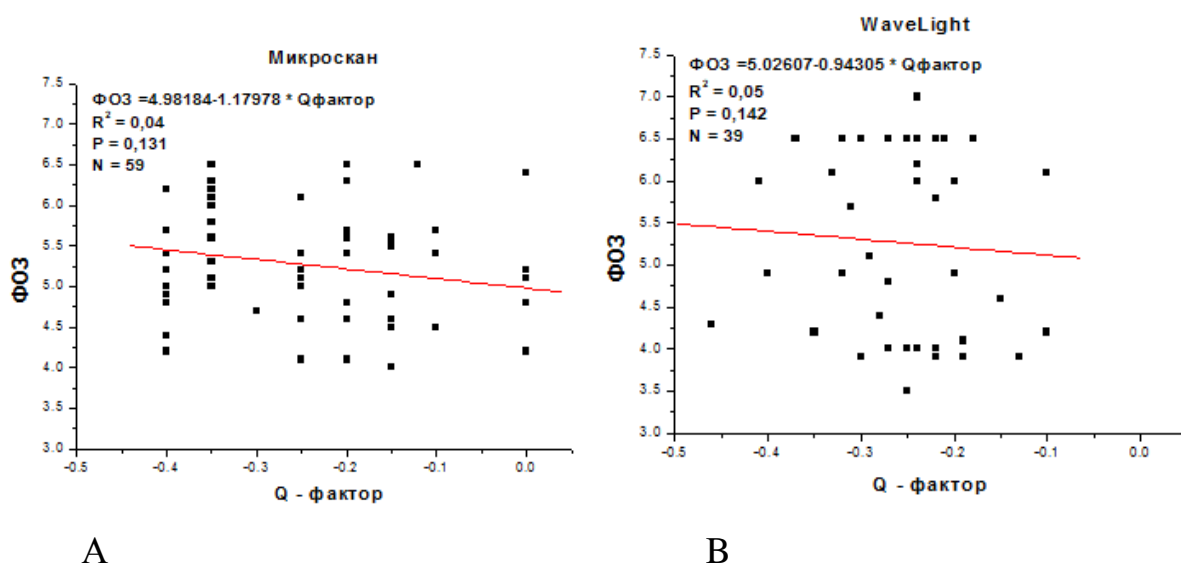 Микроскан
ФОЗ =4.98184-1.17978 * Qфактор
R² = 0,04
P = 0,131
N = 59
7.5
7.0
6.5
6.0
5.5
5.0
4.5
4.0
3.5
3.0
ФОЗ
-0.5 -0.4 -0.3 -0.2 -0.1 0.0
Q - фактор
A
WaveLight
ФОЗ =5.02607-0.94305 * Qфактор
R² = 0,05
P = 0,142
N = 39
7.5
7.0
6.5
6.0
5.5
5.0
4.5
4.0
3.5
3.0
ФОЗ
-0.5 -0.4 -0.3 -0.2 -0.1 0.0
Q - фактор
B